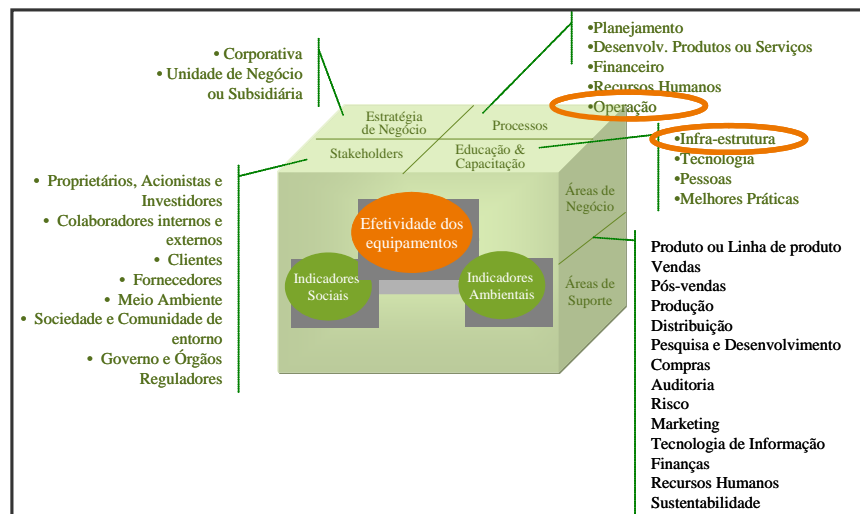 • Corporativa
• Unidade de Negócio
ou Subsidiária
•Planejamento
•Desenvolv. Produtos ou Serviços
•Financeiro
•Recursos Humanos
•Operação
•Infra-estrutura
•Tecnologia
•Pessoas
•Melhores Práticas
Estratégia
de Negócio
Processos
Stakeholders
Educação &
Capacitação
• Proprietários, Acionistas e
Investidores
• Colaboradores internos e
externos
• Clientes
• Fornecedores
• Meio Ambiente
• Sociedade e Comunidade de
entorno
• Governo e Órgãos
Reguladores
Efetividade dos
equipamentos
Indicadores
Sociais
Indicadores
Ambientais
Áreas de
Negócio
Áreas de
Suporte
Produto ou Linha de produto
Vendas
Pós-vendas
Produção
Distribuição
Pesquisa e Desenvolvimento
Compras
Auditoria
Risco
Marketing
Tecnologia de Informação
Finanças
Recursos Humanos
Sustentabilidade